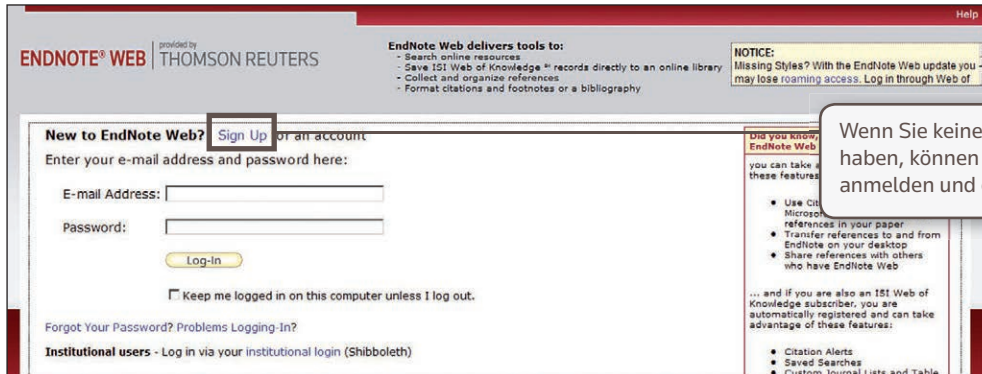 Help
ENDNOTE® WEB
provided by
THOMSON REUTERS
EndNote Web delivers tools to:
- Search online resources
- Save ISI Web of Knowledge ℠ records directly to an online library
- Collect and organize references
- Format citations and footnotes or a bibliography
NOTICE:
Missing Styles? With the EndNote Web update you
may lose roaming access. Log in through Web of
New to EndNote Web? Sign Up for an account
Enter your e-mail address and password here:
E-mail Address:
Password:
Log-In
Keep me logged in on this computer unless I log out.
Forgot Your Password? Problems Logging-In?
Institutional users - Log in via your institutional login (Shibboleth)
Wenn Sie keine
haben, können
anmelden und
Did you know,
EndNote Web
you can take
these features
• Use
references in your paper
• Transfer references to and from
EndNote on your desktop
• Share references with others
who have EndNote Web
... and if you are also an ISI Web of
Knowledge subscriber, you are
automatically registered and can take
advantage of these features:
• Citation Alerts
• Saved Searches
• Custom Journal Lists and Table